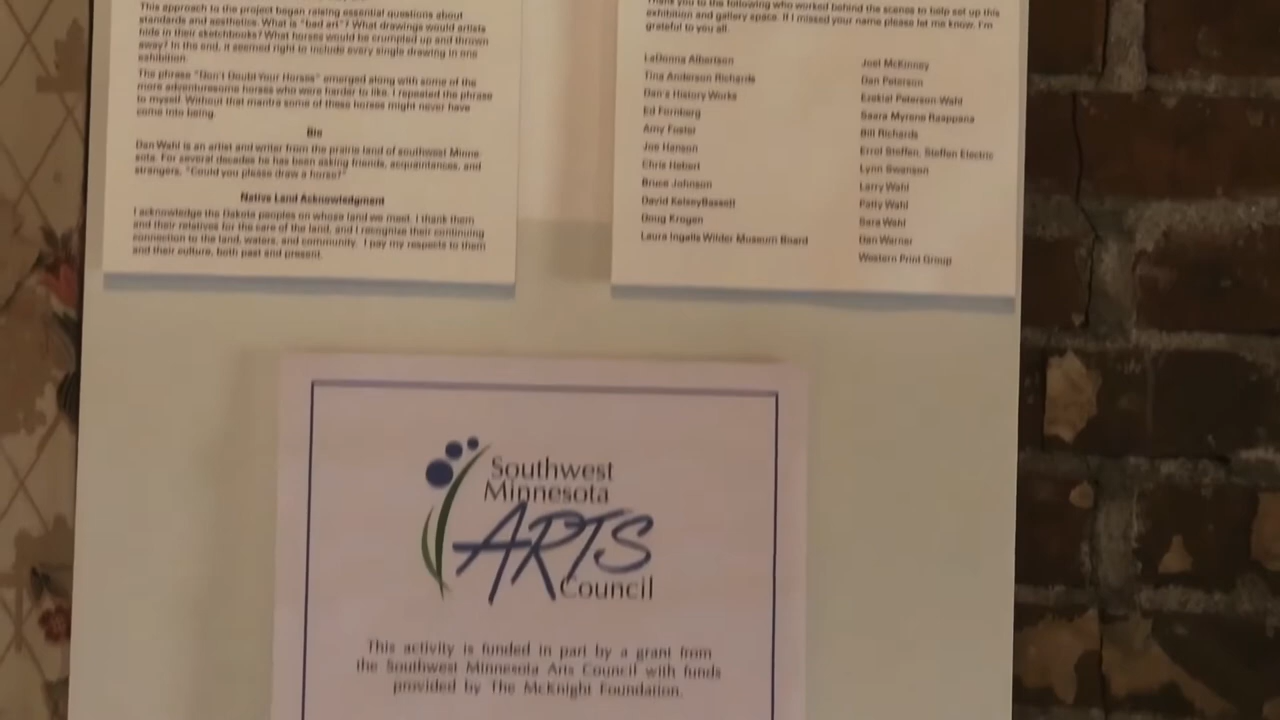 This approach to the project began raising essential questions about
standards and aesthetics. What is "bad art"? What drawings would artists
hide in their sketchbooks? What horses would be crumpled up and thrown
away? In the end, it seemed right to include every single drawing in one
exhibition.
The phrase "Don't Doubt Your Horses" emerged along with some of the
more adventuresome horses who were harder to like. I repeated the phrase
to myself. Without that mantra some of these horses might never have
come into being.
Bio
Dan Wahl is an artist and writer from the prairie land of southwest Minne-
sota. For several decades he has been asking friends, acquaintances, and
strangers, "Could you please draw a horse?"
Native Land Acknowledgment
I acknowledge the Dakota peoples on whose land we meet. I thank them
and their relatives for the care of the land, and I recognize their continuing
connection to the land, waters, and community. I pay my respects to them
and their culture, both past and present.
Thank you to the following who worked behind the scenes to help set up this
exhibition and gallery space. If I missed your name please let me know. I'm
grateful to you all.
LaDonna Albertson
Tina Anderson Richards
Dan's History Works
Ed Fornberg
Amy Foster
Joe Hanson
Chris Hebert
Bruce Johnson
David KelseyBassett
Doug Krogen
Laura Ingalls Wilder Museum Board
Joel McKinney
Dan Peterson
Ezekial Peterson-Wahl
Saara Myrene Raappana
Bill Richards
Errol Steffen, Steffen Electric
Lynn Swanson
Larry Wahl
Patty Wahl
Sara Wahl
Dan Warner
Western Print Group
Southwest
Minnesota
ARTS
Council
This activity is funded in part by a grant from
the Southwest Minnesota Arts Council with funds
provided by The McKnight Foundation.